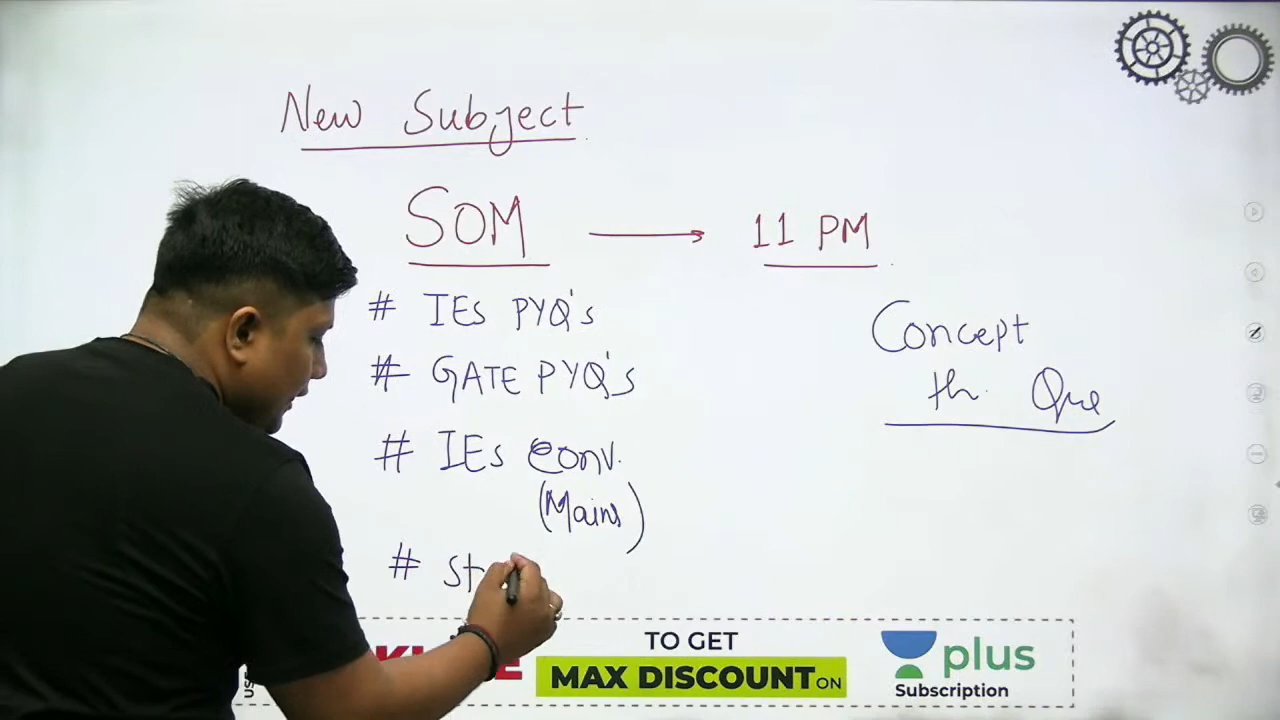 New Subject
SOM → 11 PM
# IES PYQ's
Concept
# GATE PYQ's
th. Que
# IES Conv.
(Mains)
# St
TO GET
MAX DISCOUNT ON
plus
Subscription